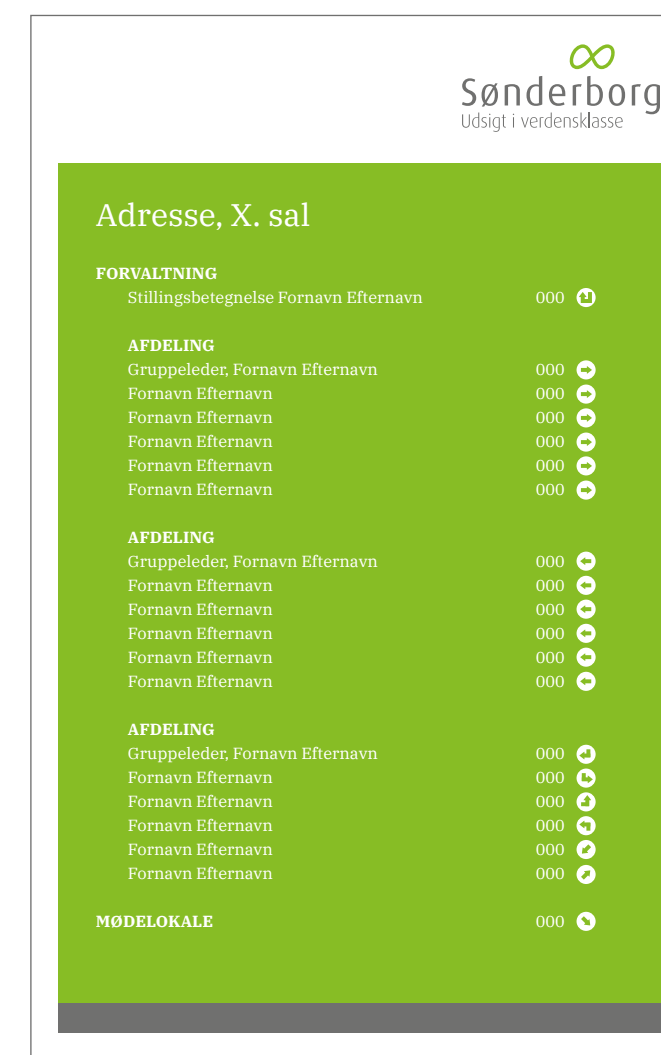 Sønderborg
Udsigt i verdensklasse
Adresse, X. sal
FORVALTNING
Stillingsbetegnelse Fornavn Efternavn 000
AFDELING
Gruppeleder, Fornavn Efternavn 000
Fornavn Efternavn 000
Fornavn Efternavn 000
Fornavn Efternavn 000
Fornavn Efternavn 000
Fornavn Efternavn 000
AFDELING
Gruppeleder, Fornavn Efternavn 000
Fornavn Efternavn 000
Fornavn Efternavn 000
Fornavn Efternavn 000
Fornavn Efternavn 000
Fornavn Efternavn 000
AFDELING
Gruppeleder, Fornavn Efternavn 000
Fornavn Efternavn 000
Fornavn Efternavn 000
Fornavn Efternavn 000
Fornavn Efternavn 000
Fornavn Efternavn 000
MØDELOKALE 000